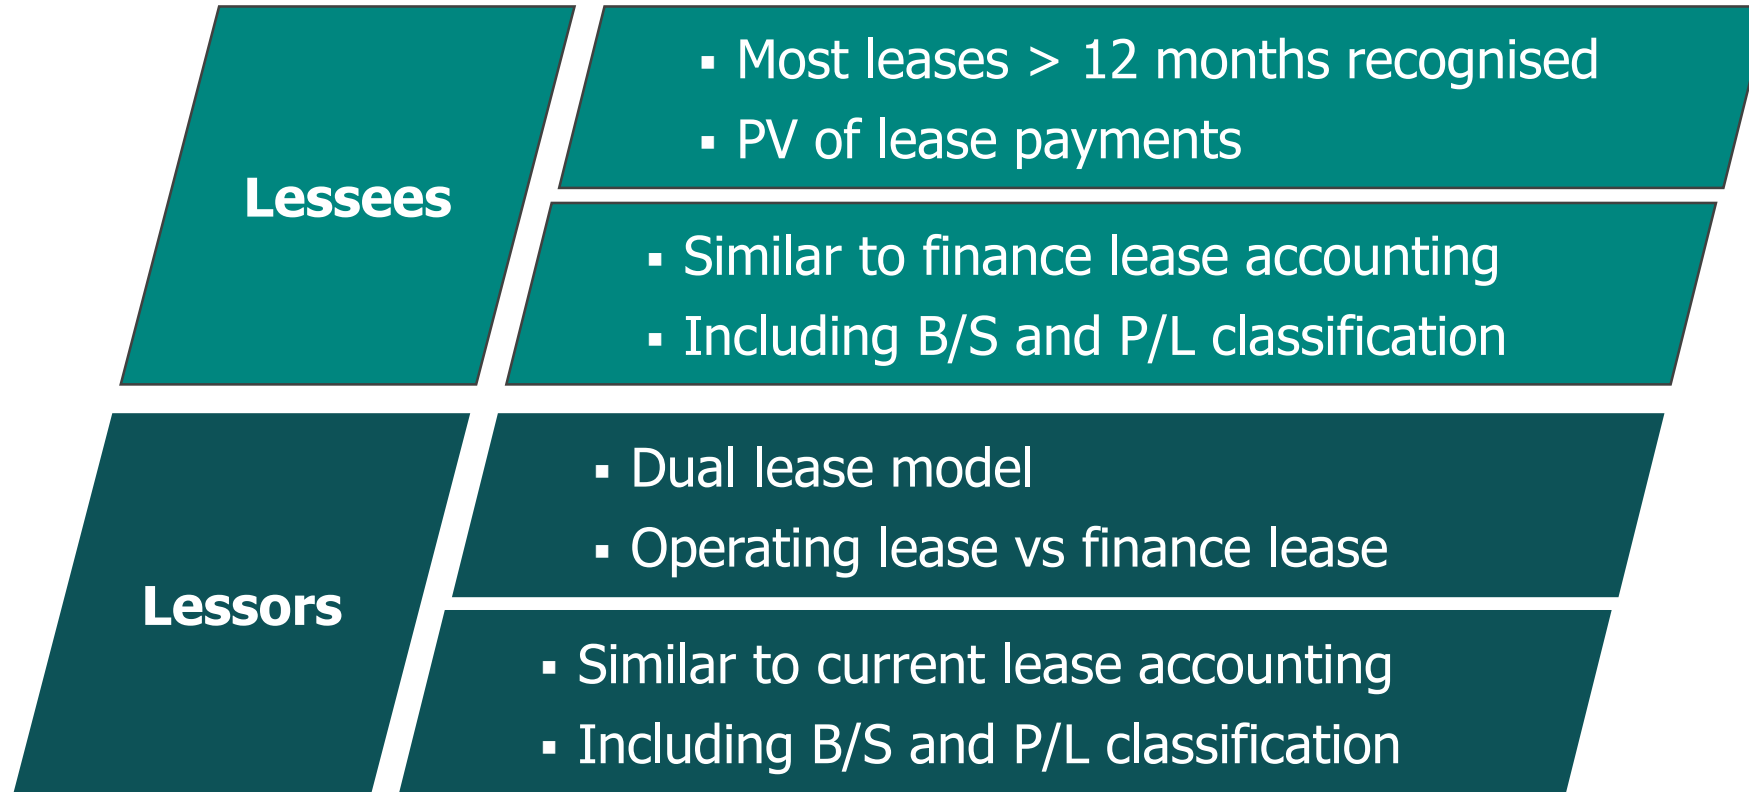 Lessees
▪ Most leases > 12 months recognised
▪ PV of lease payments
▪ Similar to finance lease accounting
▪ Including B/S and P/L classification
Lessors
▪ Dual lease model
▪ Operating lease vs finance lease
▪ Similar to current lease accounting
▪ Including B/S and P/L classification